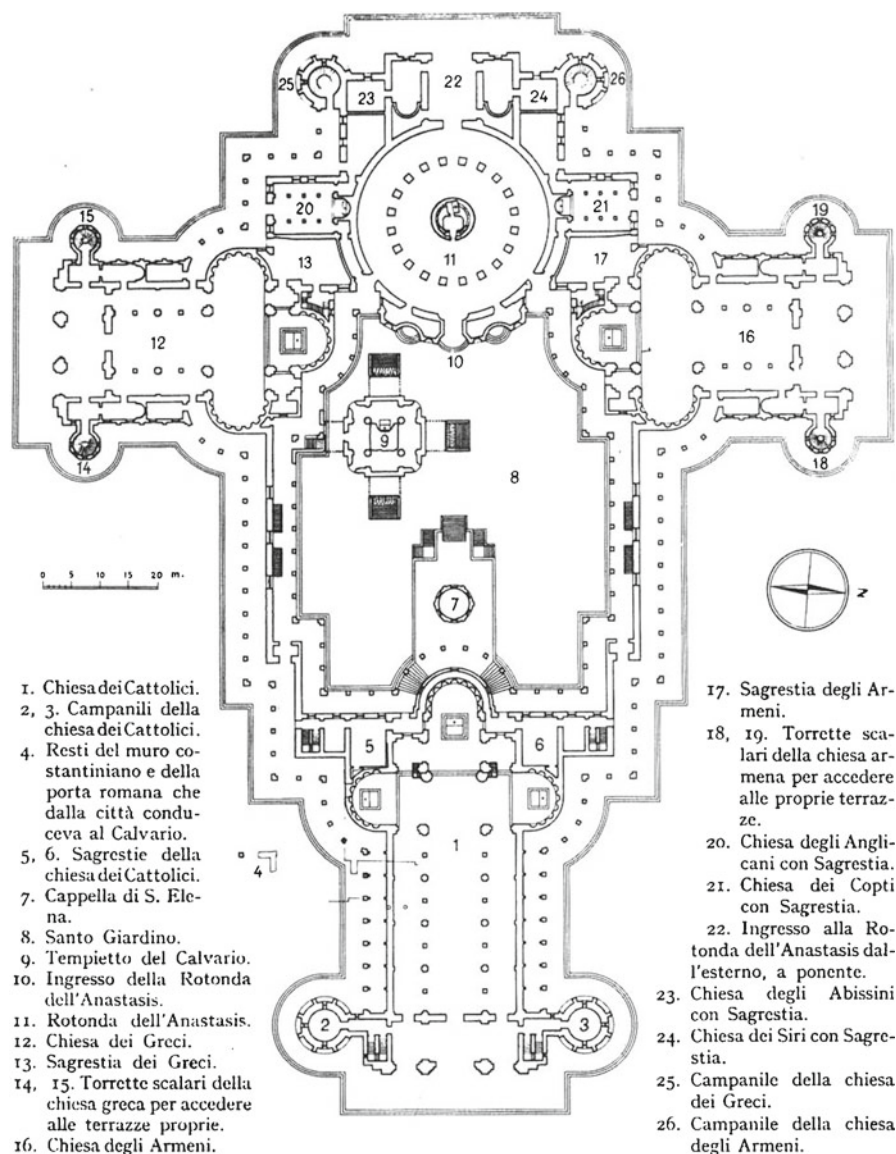 25
26
22
23
24
15
19
20
21
13
11
17
12
10
16
9
14
18
8
0 5 10 15 20 m.
7
N
5
6
1
4
2
3
1. Chiesa dei Cattolici.
2, 3. Campanili della
chiesa dei Cattolici.
4. Resti del muro co-
stantiniano e della
porta romana che
dalla città condu-
ceva al Calvario.
5, 6. Sagrestie della
chiesa dei Cattolici.
7. Cappella di S. Ele-
na.
8. Santo Giardino.
9. Tempietto del Calvario.
10. Ingresso della Rotonda
dell'Anastasis.
11. Rotonda dell'Anastasis.
12. Chiesa dei Greci.
13. Sagrestia dei Greci.
14, 15. Torrette scalari della
chiesa greca per accedere
alle terrazze proprie.
16. Chiesa degli Armeni.
17. Sagrestia degli Ar-
meni.
18, 19. Torrette sca-
lari della chiesa ar-
mena per accedere
alle proprie terraz-
ze.
20. Chiesa degli Angli-
cani con Sagrestia.
21. Chiesa dei Copti
con Sagrestia.
22. Ingresso alla Ro-
tonda dell'Anastasis dal-
l'esterno, a ponente.
23. Chiesa degli Abissini
con Sagrestia.
24. Chiesa dei Siri con Sagre-
stia.
25. Campanile della chiesa
dei Greci.
26. Campanile della chiesa
degli Armeni.